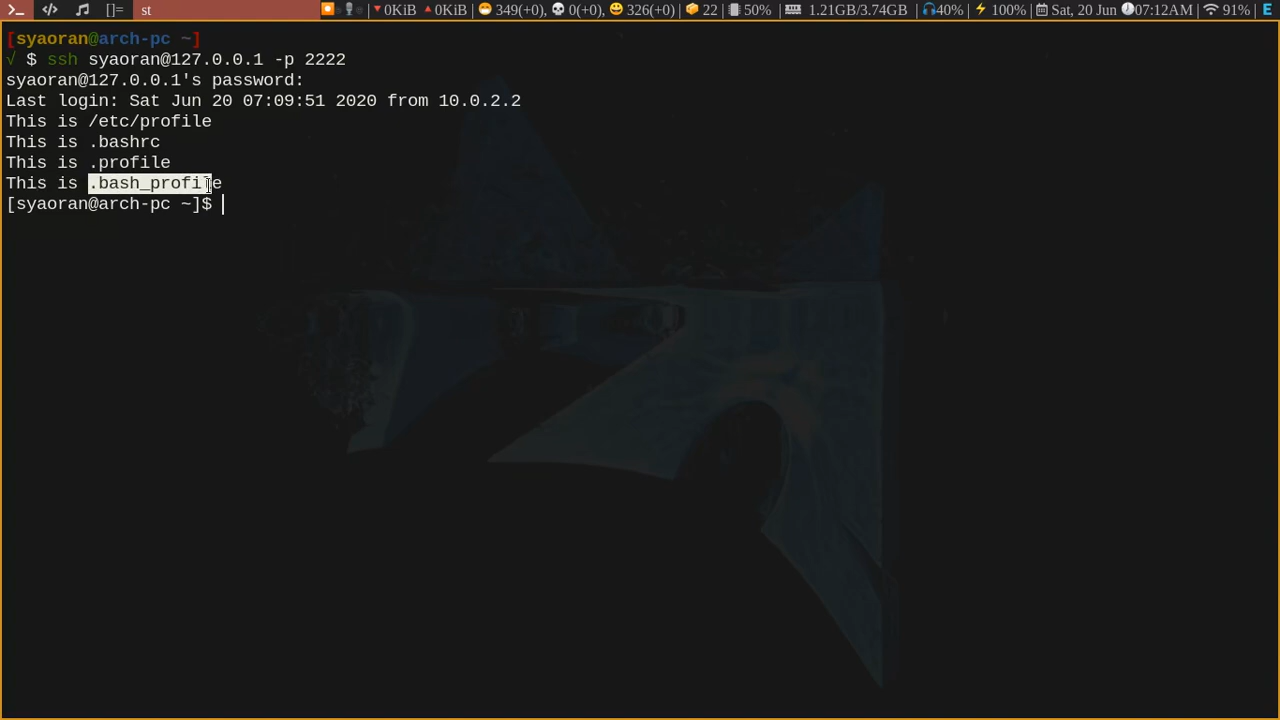 st 0KiB 0KiB 349(+0), 0(+0), 326(+0) 22 50% 1.21GB/3.74GB 40% 100% Sat, 20 Jun 07:12AM 91% E
[syaoran@arch-pc ~]
√ $ ssh syaoran@127.0.0.1 -p 2222
syaoran@127.0.0.1's password:
Last login: Sat Jun 20 07:09:51 2020 from 10.0.2.2
This is /etc/profile
This is .bashrc
This is .profile
This is .bash_profile
[syaoran@arch-pc ~]$